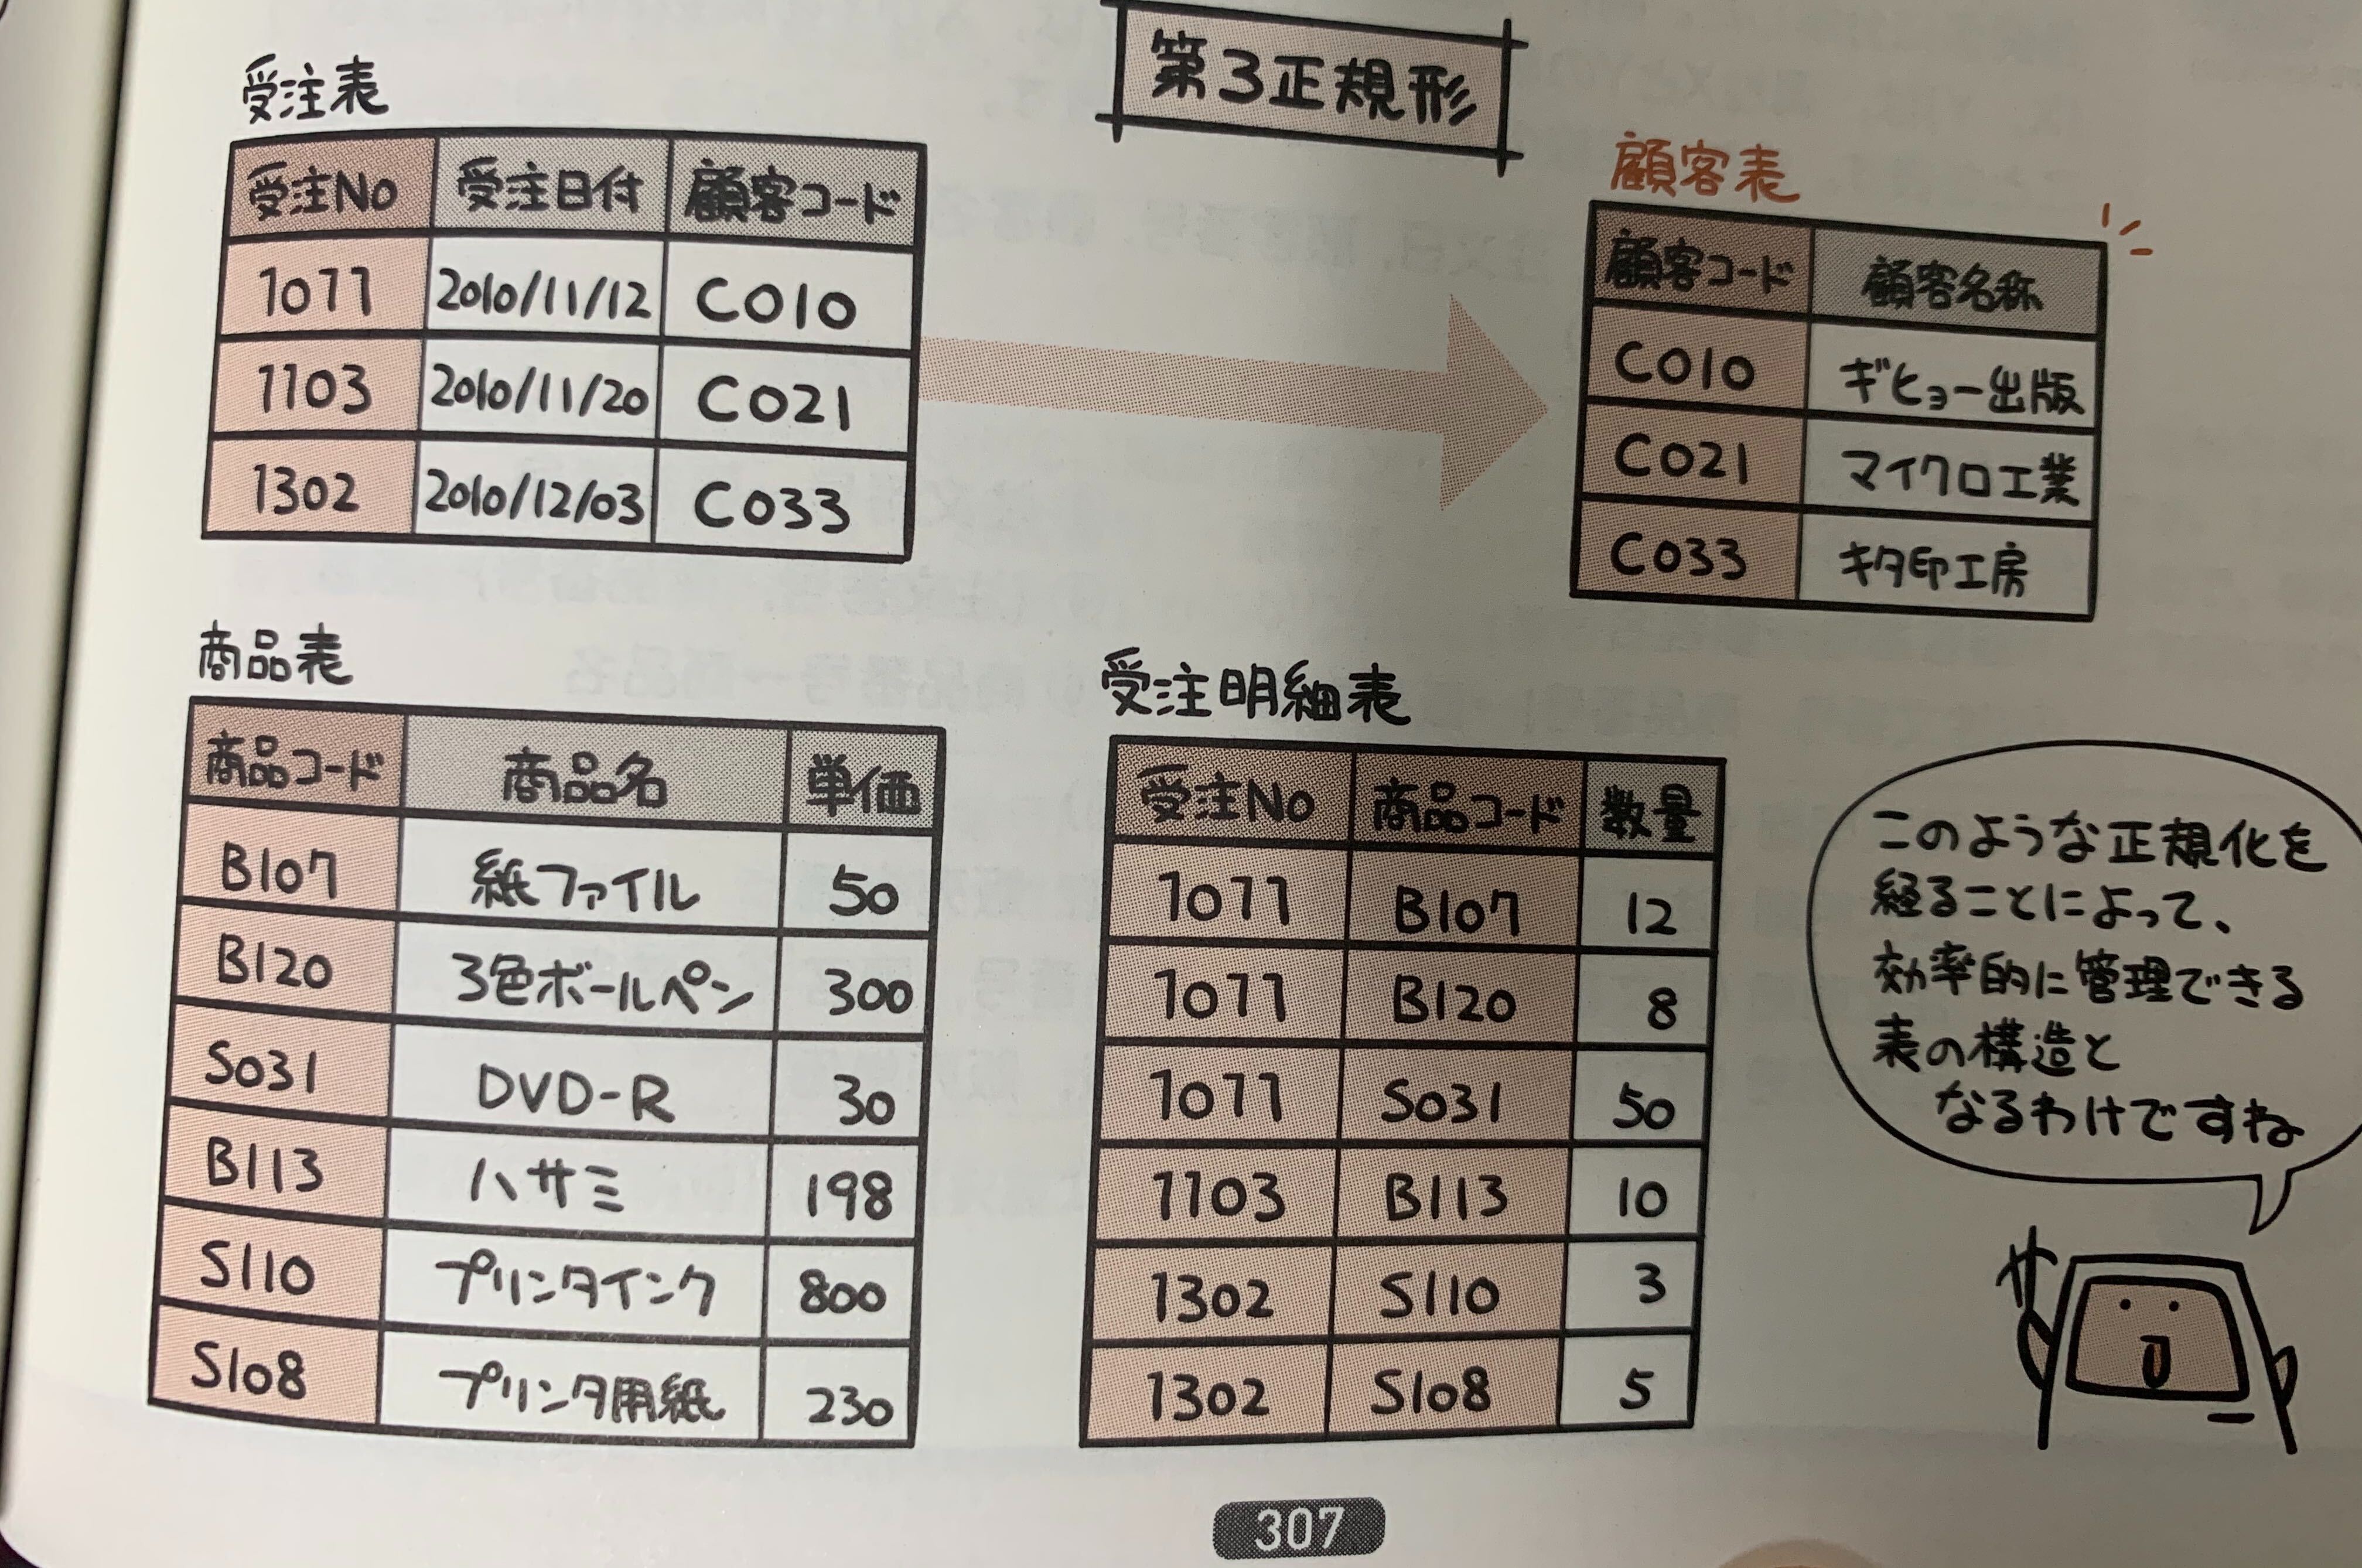 第3正規形
受注表
受注No 受注日付 顧客コード
1077 2010/11/12 C010
1103 2010/11/20 C021
1302 2010/12/03 C033
顧客表
顧客コード 顧客名称
C010 ギヒョー出版
C021 マイクロ工業
C033 キタ印工房
商品表
商品コード 商品名 単価
B107 紙ファイル 50
B120 3色ボールペン 300
S031 DVD-R 30
B113 ハサミ 198
S110 プリンタインク 800
S108 プリンタ用紙 230
受注明細表
受注No 商品コード 数量
1077 B107 12
1077 B120 8
1077 S031 50
1103 B113 10
1302 S110 3
1302 S108 5
このような正規化を
経ることによって、
効率的に管理できる
表の構造と
なるわけですね
307